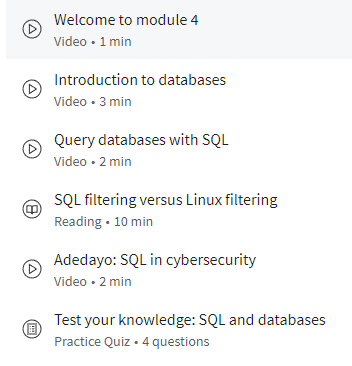 Welcome to module 4
Video • 1 min
Introduction to databases
Video • 3 min
Query databases with SQL
Video • 2 min
SQL filtering versus Linux filtering
Reading • 10 min
Adedayo: SQL in cybersecurity
Video • 2 min
Test your knowledge: SQL and databases
Practice Quiz • 4 questions